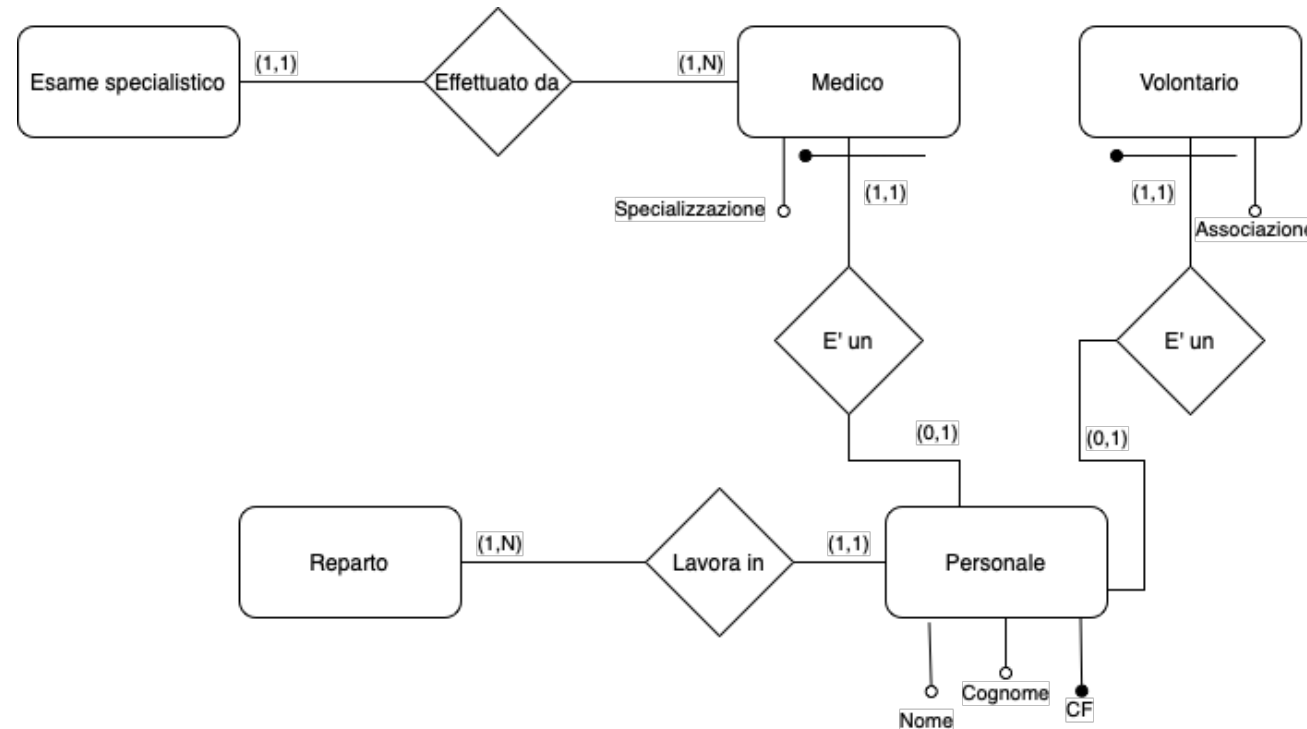 Esame specialistico
(1,1)
Effettuato da
(1,N)
Medico
Volontario
Specializzazione
(1,1)
(1,1)
Associazione
E' un
E' un
(0,1)
(0,1)
Reparto
(1,N)
Lavora in
(1,1)
Personale
Nome
Cognome
CF